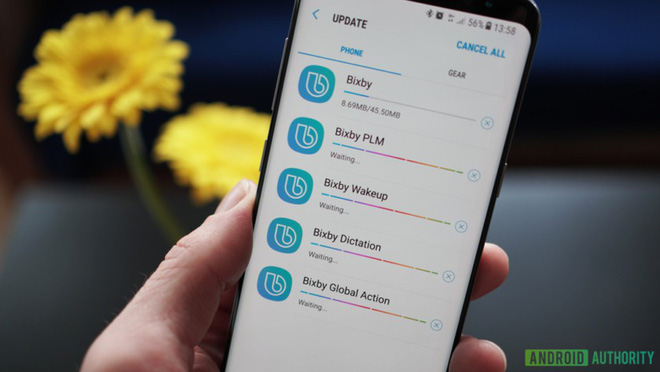 56% 13:58
UPDATE
CANCEL ALL
PHONE
GEAR
Bixby
8.69MB/45.50MB
Bixby PLM
Waiting...
Bixby Wakeup
Waiting...
Bixby Dictation
Waiting...
Bixby Global Action
Waiting...
ANDROID AUTHORITY